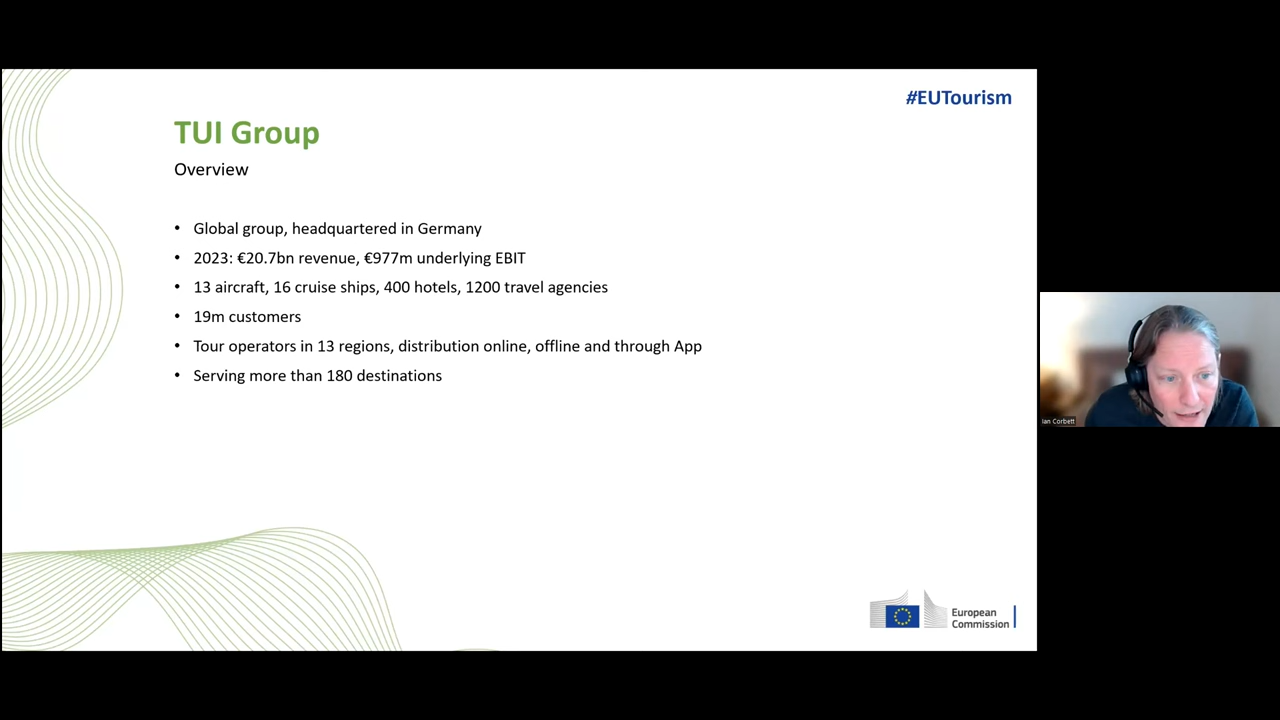 #EUTourism
TUI Group
Overview
• Global group, headquartered in Germany
• 2023: €20.7bn revenue, €977m underlying EBIT
• 13 aircraft, 16 cruise ships, 400 hotels, 1200 travel agencies
• 19m customers
• Tour operators in 13 regions, distribution online, offline and through App
• Serving more than 180 destinations
Ian Corbett
European
Commission